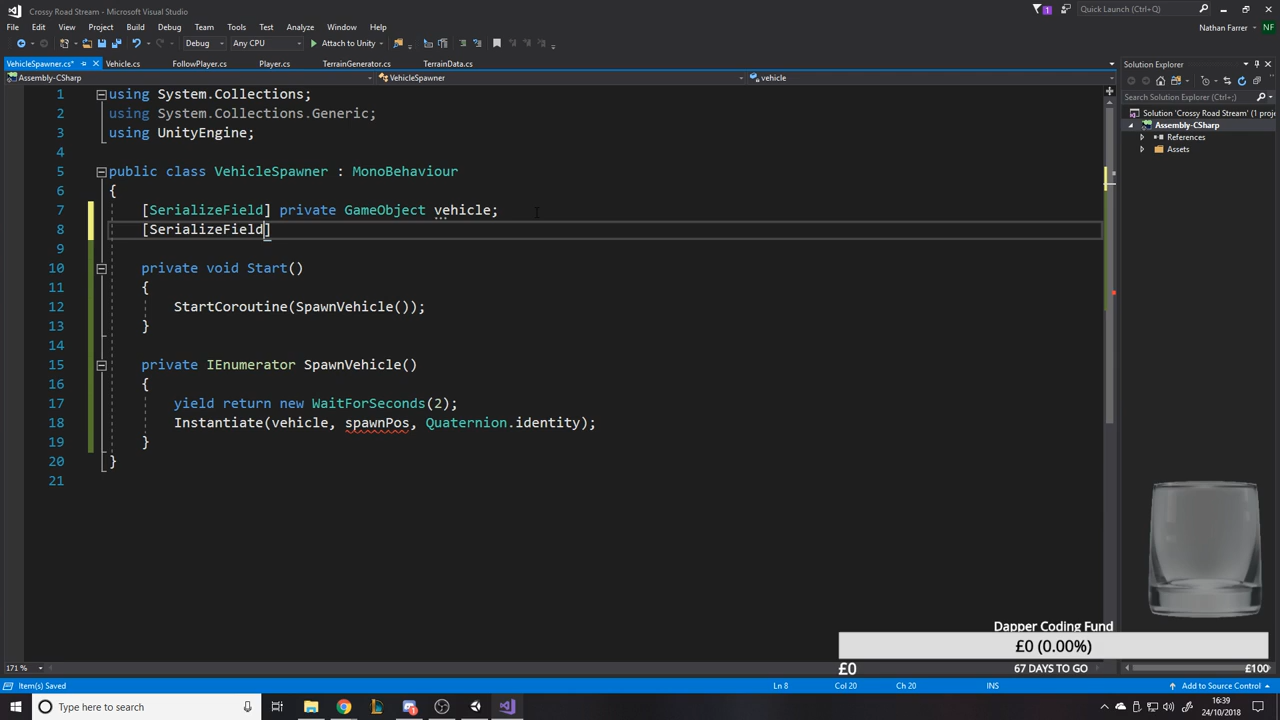 Crossy Road Stream - Microsoft Visual Studio
1
Quick Launch (Ctrl+;)
File Edit View Project Build Debug Team Tools Test Analyze Window Help
Nathan Farrer NF
Debug Any CPU Attach to Unity
VehicleSpawner.cs* Vehicle.cs FollowPlayer.cs Player.cs TerrainGenerator.cs TerrainData.cs
Solution Explorer
Assembly-CSharp VehicleSpawner vehicle
Search Solution Explorer (Ctrl+;)
Solution 'Crossy Road Stream' (1 proje
Assembly-CSharp
References
Assets
1 using System.Collections;
2 using System.Collections.Generic;
3 using UnityEngine;
4
5 public class VehicleSpawner : MonoBehaviour
6 {
7 [SerializeField] private GameObject vehicle;
8 [SerializeField]
9
10 private void Start()
11 {
12 StartCoroutine(SpawnVehicle());
13 }
14
15 private IEnumerator SpawnVehicle()
16 {
17 yield return new WaitForSeconds(2);
18 Instantiate(vehicle, spawnPos, Quaternion.identity);
19 }
20 }
21
Dapper Coding Fund
£0 (0.00%)
£0 67 DAYS TO GO £100
171 %
Item(s) Saved Ln 8 Col 20 Ch 20 INS Add to Source Control
Type here to search
16:39
24/10/2018